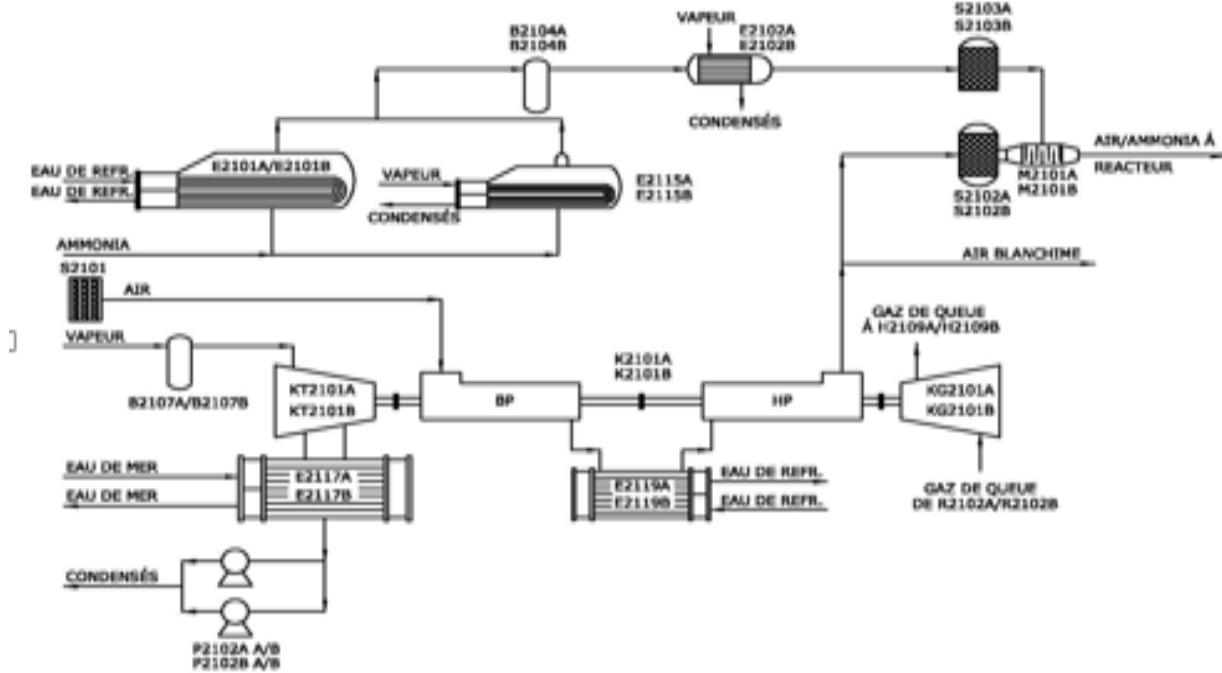 B2104A
B2104B
VAPEUR
E2102A
E2102B
CONDENSÉS
S2103A
S2103B
EAU DE REFR.
EAU DE REFR.
E2101A/E2101B
VAPEUR
CONDENSÉS
E2115A
E2115B
S2102A
S2102B
M2101A
M2101B
AIR/AMMONIA Á
REACTEUR
AMMONIA
S2101
AIR
AIR BLANCHIME
VAPEUR
B2107A/B2107B
KT2101A
KT2101B
BP
K2101A
K2101B
HP
GAZ DE QUEUE
Á H2109A/H2109B
KG2101A
KG2101B
GAZ DE QUEUE
DE R2102A/R2102B
EAU DE MER
EAU DE MER
E2117A
E2117B
E2119A
E2119B
EAU DE REFR.
EAU DE REFR.
CONDENSÉS
P2102A A/B
P2102B A/B